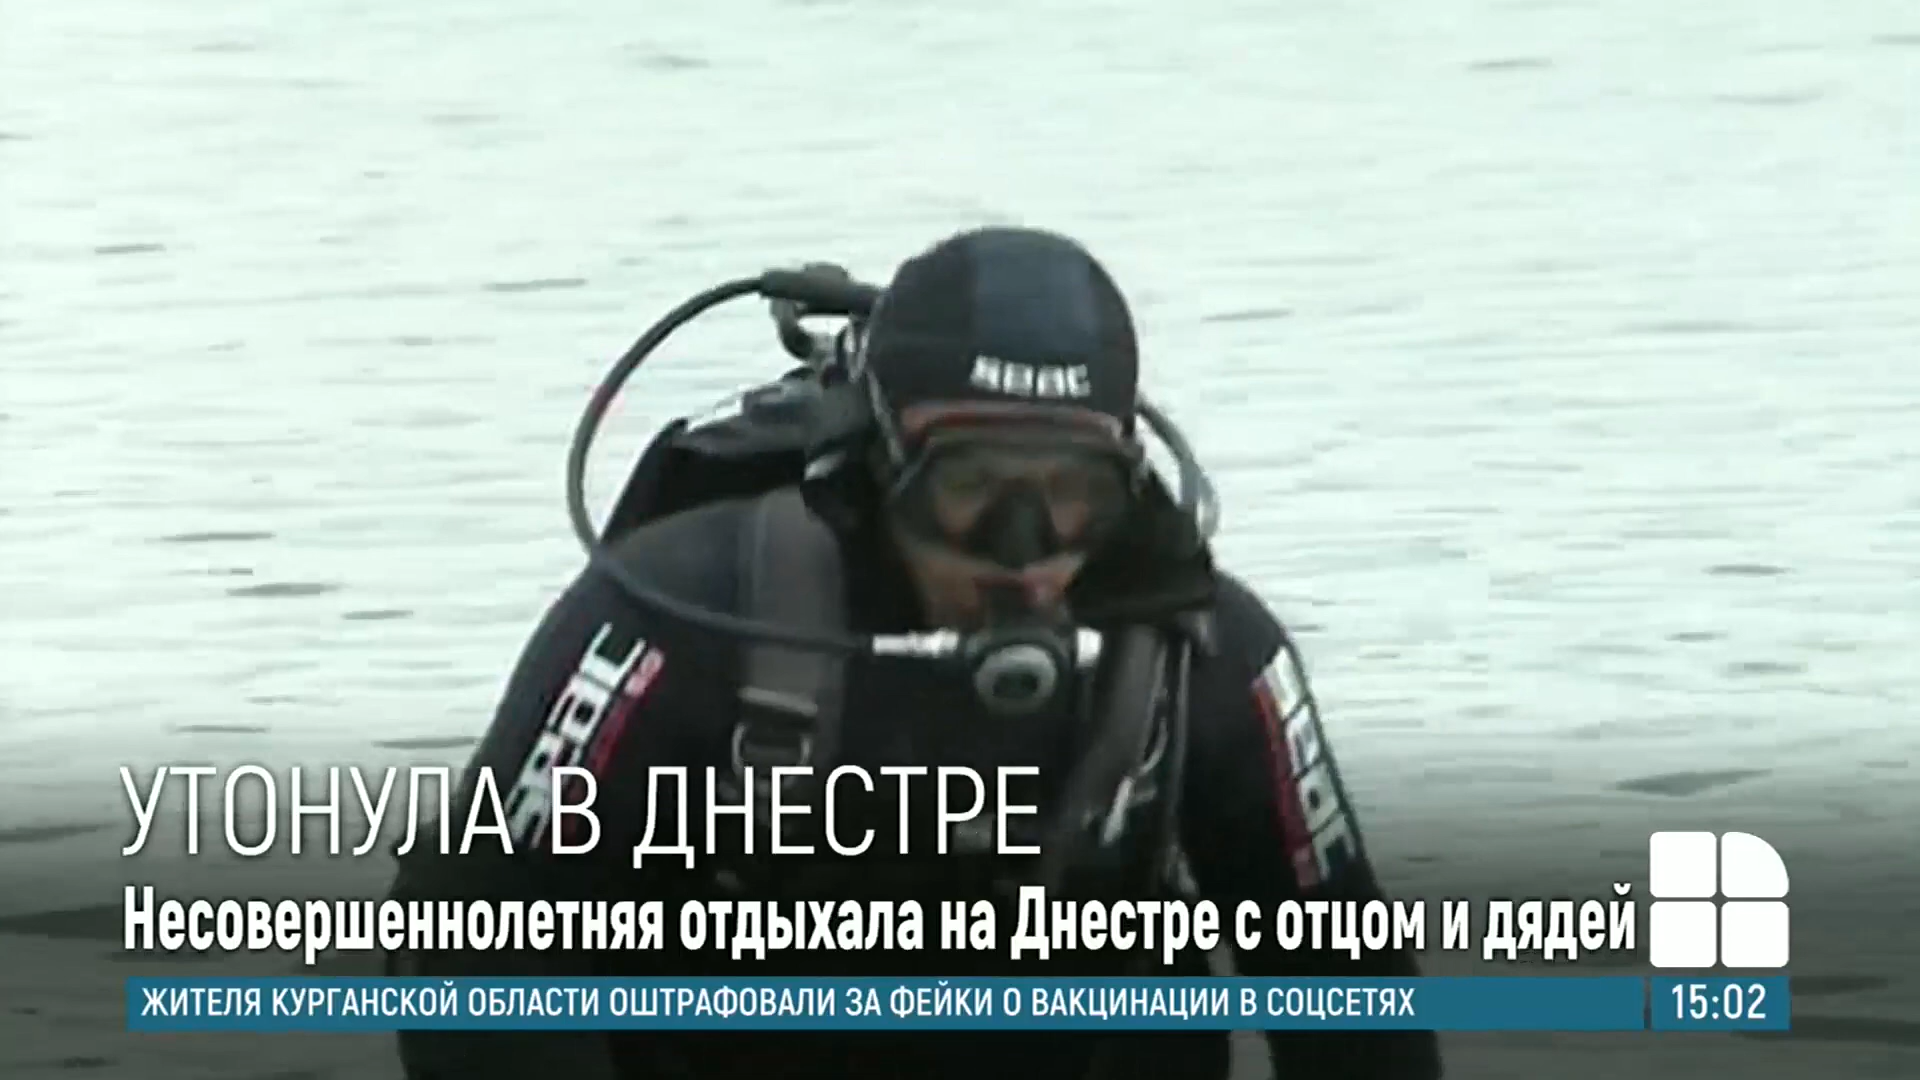 seac
seac
seac
УТОНУЛА В ДНЕСТРЕ
Несовершеннолетняя отдыхала на Днестре с отцом и дядей
ЖИТЕЛЯ КУРГАНСКОЙ ОБЛАСТИ ОШТРАФОВАЛИ ЗА ФЕЙКИ О ВАКЦИНАЦИИ В СОЦСЕТЯХ
15:02